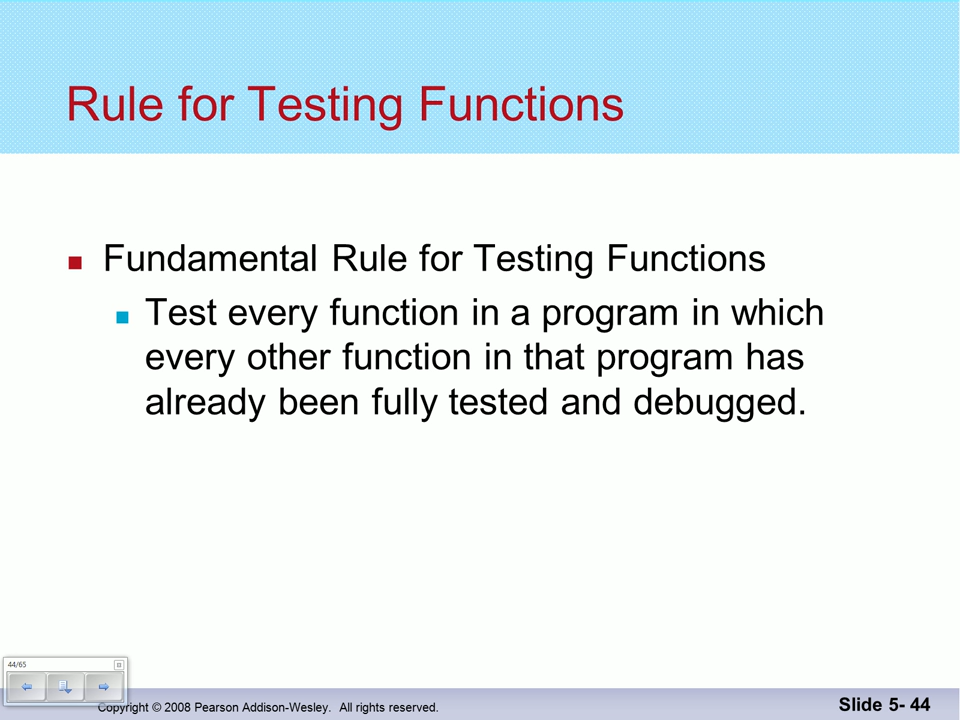 Rule for Testing Functions
Fundamental Rule for Testing Functions
Test every function in a program in which
every other function in that program has
already been fully tested and debugged.
44/65
Copyright © 2008 Pearson Addison-Wesley. All rights reserved.
Slide 5- 44